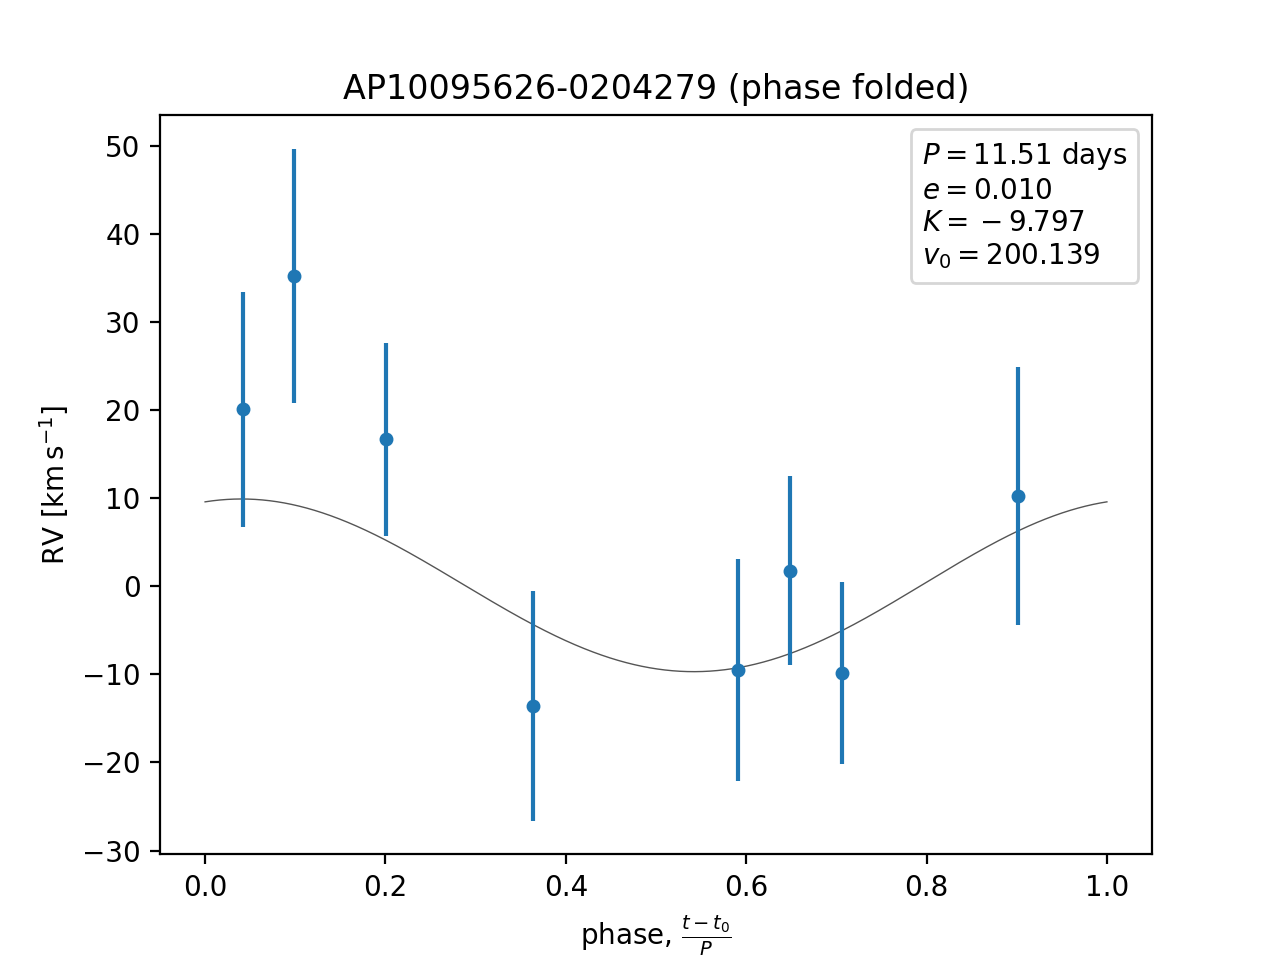 AP10095626-0204279 (phase folded)
P = 11.51 days
e = 0.010
K = −9.797
v₀ = 200.139
50
40
30
20
10
0
−10
−20
−30
RV [km s⁻¹]
0.0 0.2 0.4 0.6 0.8 1.0
phase, (t − t₀)/P